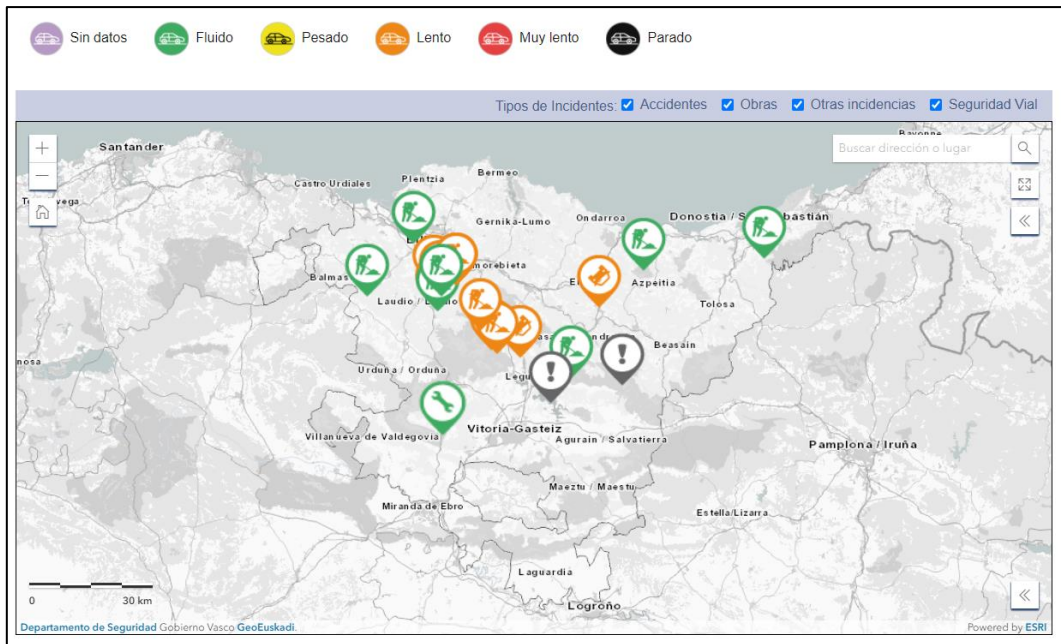 Sin datos Fluido Pesado Lento Muy lento Parado
Tipos de Incidentes: Accidentes Obras Otras incidencias Seguridad Vial
Santander
Buscar dirección o lugar
Bermeo
Plentzia
Castro Urdiales
Gernika-Lumo
Ondarroa
Donostia / S
bastián
morebieta
Balmas
Azpeitia
Laudio /
Tolosa
Beasain
Urduña / Orduña
Legu
Vitoria-Gasteiz
Villanueva de Valdegovia
Agurain / Salvatierra
Pamplona / Iruña
Maeztu / Maestu
Miranda de Ebro
Estella/Lizarra
Laguardia
Logroño
0 30 km
Departamento de Seguridad Gobierno Vasco GeoEuskadi.
Powered by ESRI